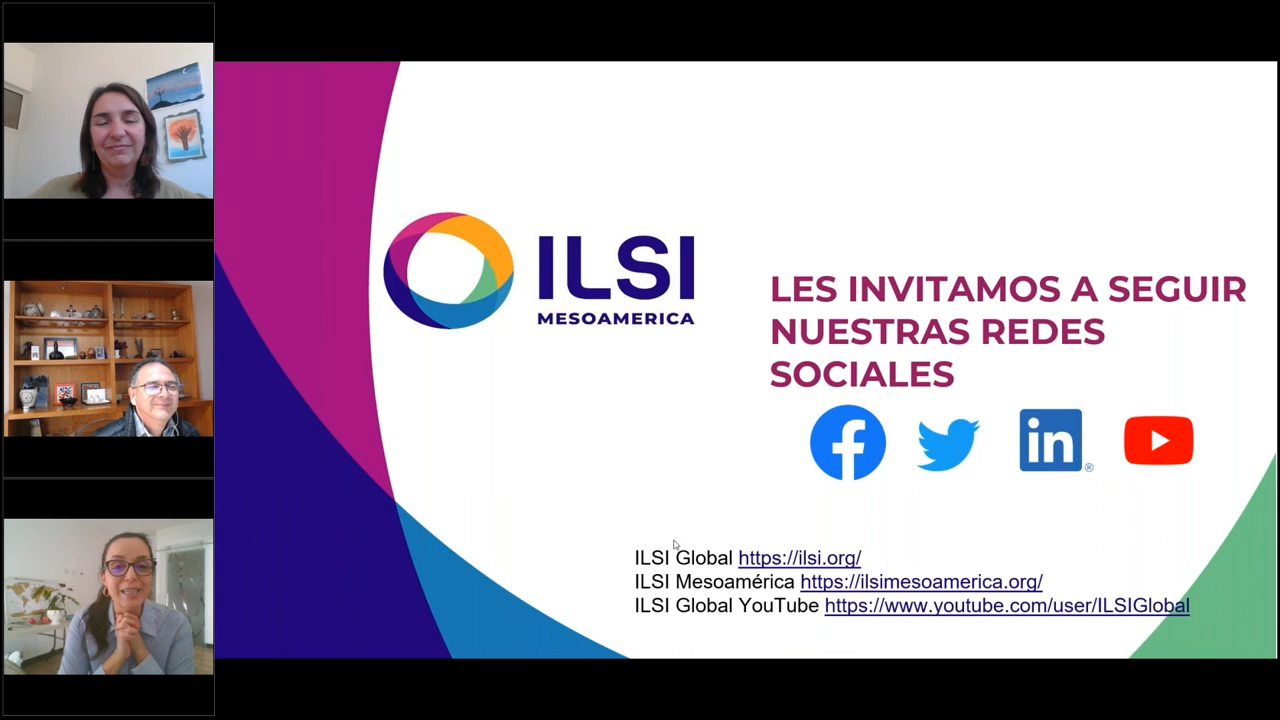 ILSI
MESOAMERICA
LES INVITAMOS A SEGUIR
NUESTRAS REDES
SOCIALES
f
in
®
ILSI Global https://ilsi.org/
ILSI Mesoamérica https://ilsimesoamerica.org/
ILSI Global YouTube https://www.youtube.com/user/ILSIGlobal